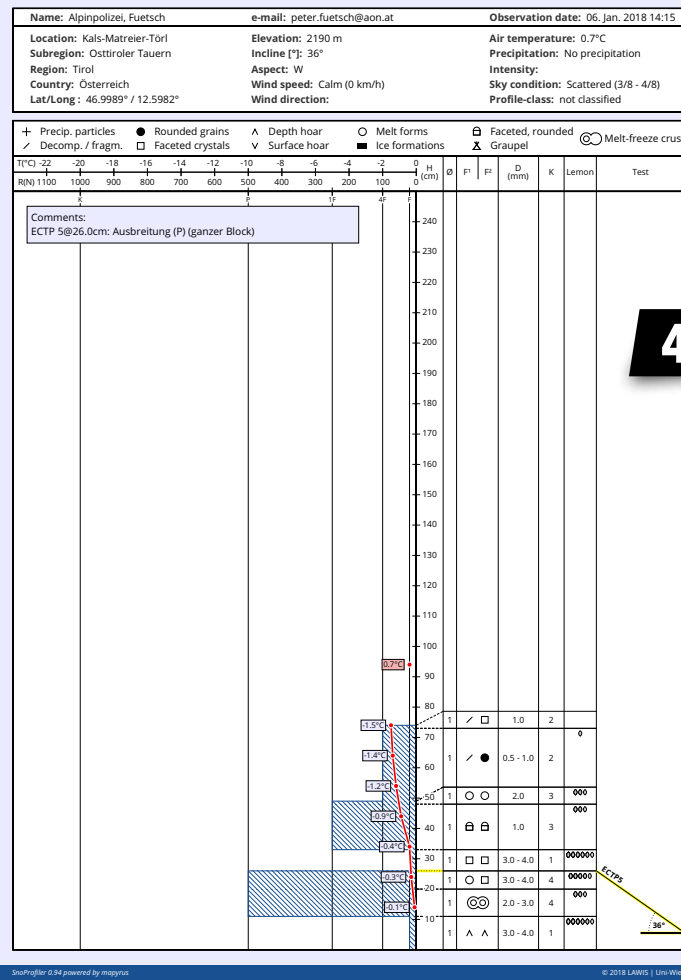 Name: Alpinpolizei, Fuetsch e-mail: peter.fuetsch@aon.at Observation date: 06. Jan. 2018 14:15
Location: Kals-Matreier-Törl Elevation: 2190 m Air temperature: 0.7°C
Subregion: Osttiroler Tauern Incline [°]: 36° Precipitation: No precipitation
Region: Tirol Aspect: W Intensity:
Country: Österreich Wind speed: Calm (0 km/h) Sky condition: Scattered (3/8 - 4/8)
Lat/Long : 46.9989° / 12.5982° Wind direction: Profile-class: not classified
Precip. particles Rounded grains Depth hoar Melt forms Faceted, rounded Melt-freeze crus
Decomp. / fragm. Faceted crystals Surface hoar Ice formations Graupel
T(°C) -22 -20 -18 -16 -14 -12 -10 -8 -6 -4 -2 0 H (cm) Ø F¹ F² D (mm) K Lemon Test
R(N) 1100 1000 900 800 700 600 500 400 300 200 100 0
K P 1F 4F F
Comments:
ECTP 5@26.0cm: Ausbreitung (P) (ganzer Block)
240
230
220
210
4
200
190
180
170
160
150
140
130
120
110
100
0.7°C
90
80
1 1.0 2
-1.5°C
70
-1.4°C 1 0.5 - 1.0 2
60
-1.2°C
50 1 2.0 3
-0.9°C
40 1 1.0 3
-0.4°C
30 1 3.0 - 4.0 1
-0.3°C 1 3.0 - 4.0 4 ECTP5
20
-0.1°C 1 2.0 - 3.0 4
10
1 3.0 - 4.0 1 36°
SnoProfiler 0.94 powered by mapyrus © 2018 LAWIS | Uni-Wie